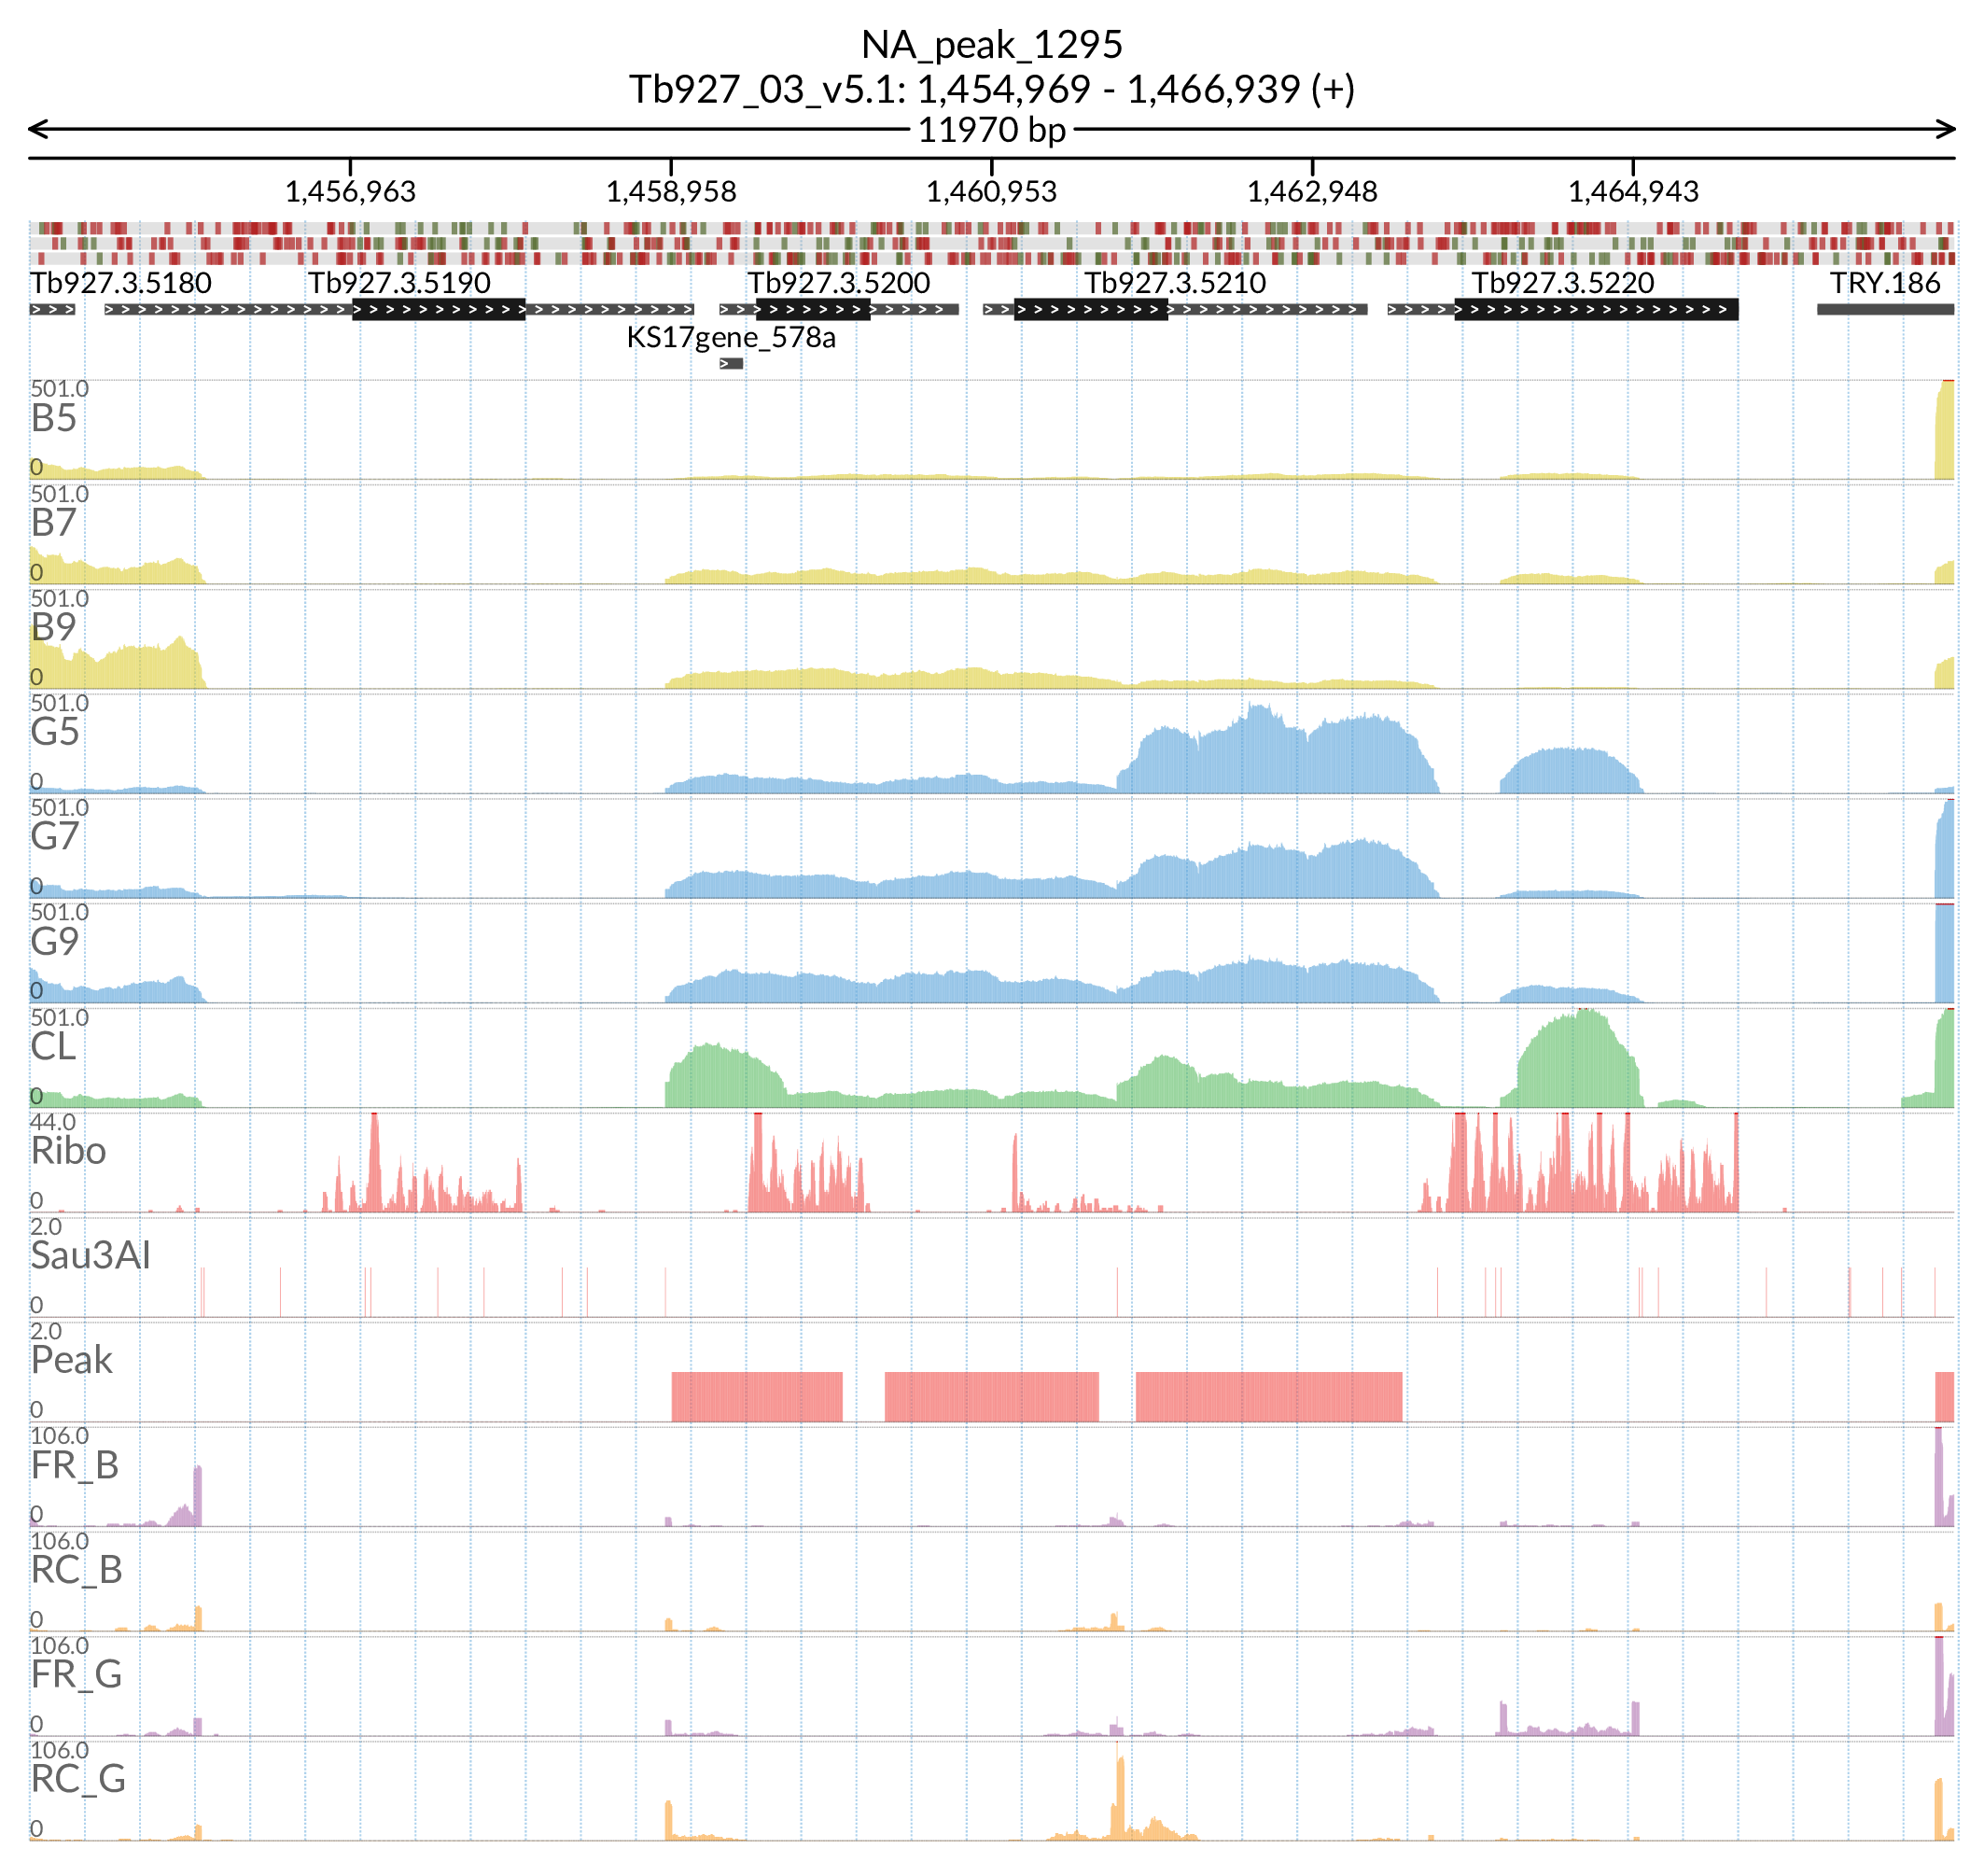 NA_peak_1295
Tb927_03_v5.1: 1,454,969 - 1,466,939 (+)
11970 bp
1,456,963 1,458,958 1,460,953 1,462,948 1,464,943
Tb927.3.5180 Tb927.3.5190 Tb927.3.5200 Tb927.3.5210 Tb927.3.5220 TRY.186
KS17gene_578a
501.0
B5
0
501.0
B7
0
501.0
B9
0
501.0
G5
0
501.0
G7
0
501.0
G9
0
501.0
CL
0
44.0
Ribo
0
2.0
Sau3AI
0
2.0
Peak
0
106.0
FR_B
0
106.0
RC_B
0
106.0
FR_G
0
106.0
RC_G
0